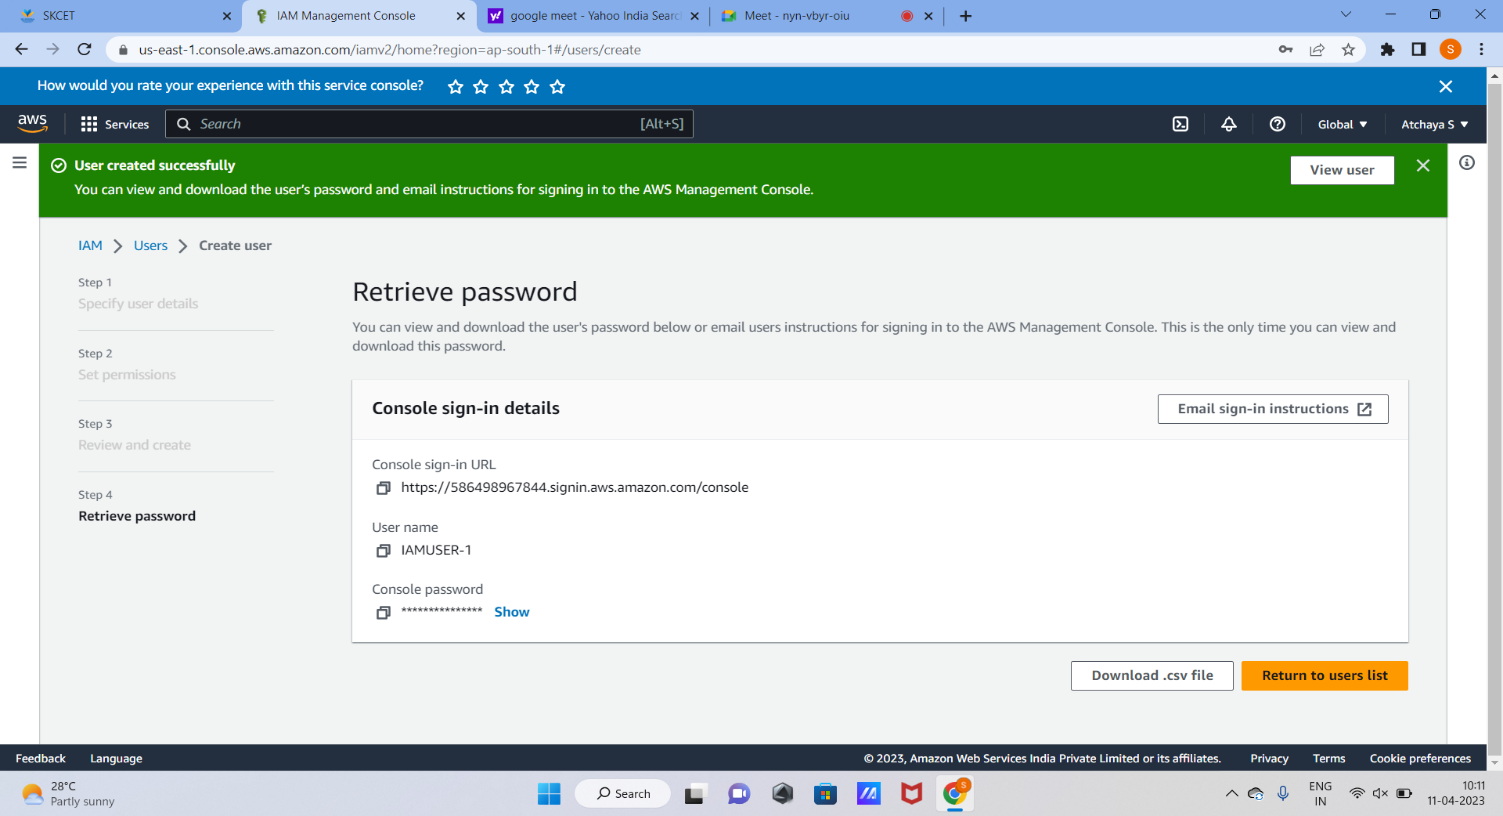 SKCET
IAM Management Console
google meet - Yahoo India Searc
Meet - nyn-vbyr-oiu
us-east-1.console.aws.amazon.com/iamv2/home?region=ap-south-1#/users/create
S
How would you rate your experience with this service console?
aws
Services
Search
[Alt+S]
Global
Atchaya S
User created successfully
View user
You can view and download the user's password and email instructions for signing in to the AWS Management Console.
IAM
Users
Create user
Step 1
Specify user details
Step 2
Set permissions
Step 3
Review and create
Step 4
Retrieve password
Retrieve password
You can view and download the user's password below or email users instructions for signing in to the AWS Management Console. This is the only time you can view and
download this password.
Console sign-in details
Email sign-in instructions
Console sign-in URL
https://586498967844.signin.aws.amazon.com/console
User name
IAMUSER-1
Console password
*************** Show
Download .csv file
Return to users list
Feedback
Language
© 2023, Amazon Web Services India Private Limited or its affiliates.
Privacy
Terms
Cookie preferences
28°C
Partly sunny
Search
S
ENG
IN
10:11
11-04-2023